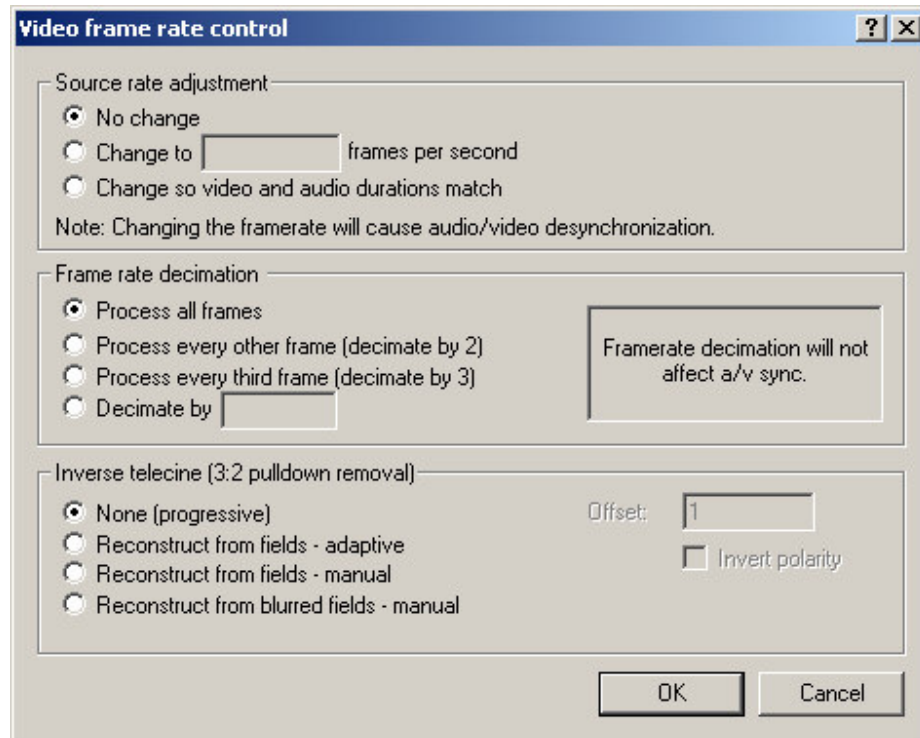 Video frame rate control
Source rate adjustment
No change
Change to frames per second
Change so video and audio durations match
Note: Changing the framerate will cause audio/video desynchronization.
Frame rate decimation
Process all frames
Process every other frame (decimate by 2)
Process every third frame (decimate by 3)
Decimate by
Framerate decimation will not
affect a/v sync.
Inverse telecine (3:2 pulldown removal)
None (progressive)
Reconstruct from fields - adaptive
Reconstruct from fields - manual
Reconstruct from blurred fields - manual
Offset: 1
Invert polarity
OK Cancel